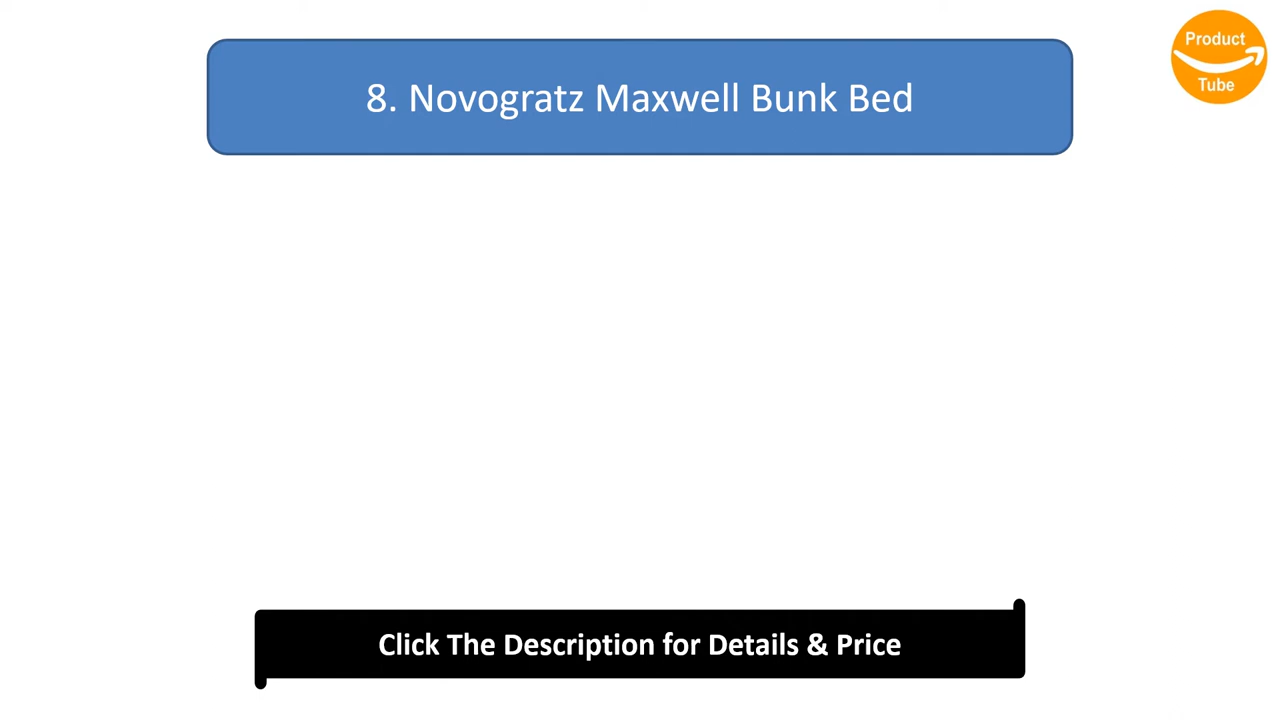 8. Novogratz Maxwell Bunk Bed
Product
Tube
Click The Description for Details & Price